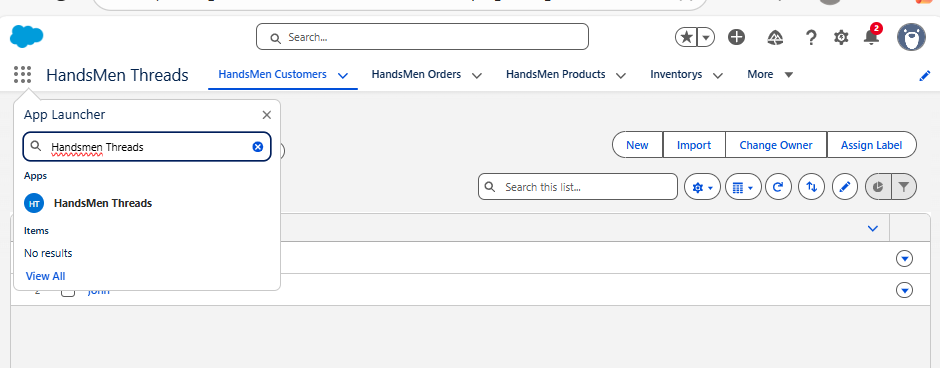 Search...
2
HandsMen Threads
HandsMen Customers
HandsMen Orders
HandsMen Products
Inventorys
More
App Launcher
Handsmen Threads
Apps
HT
HandsMen Threads
Items
No results
View All
New
Import
Change Owner
Assign Label
Search this list...
2
john